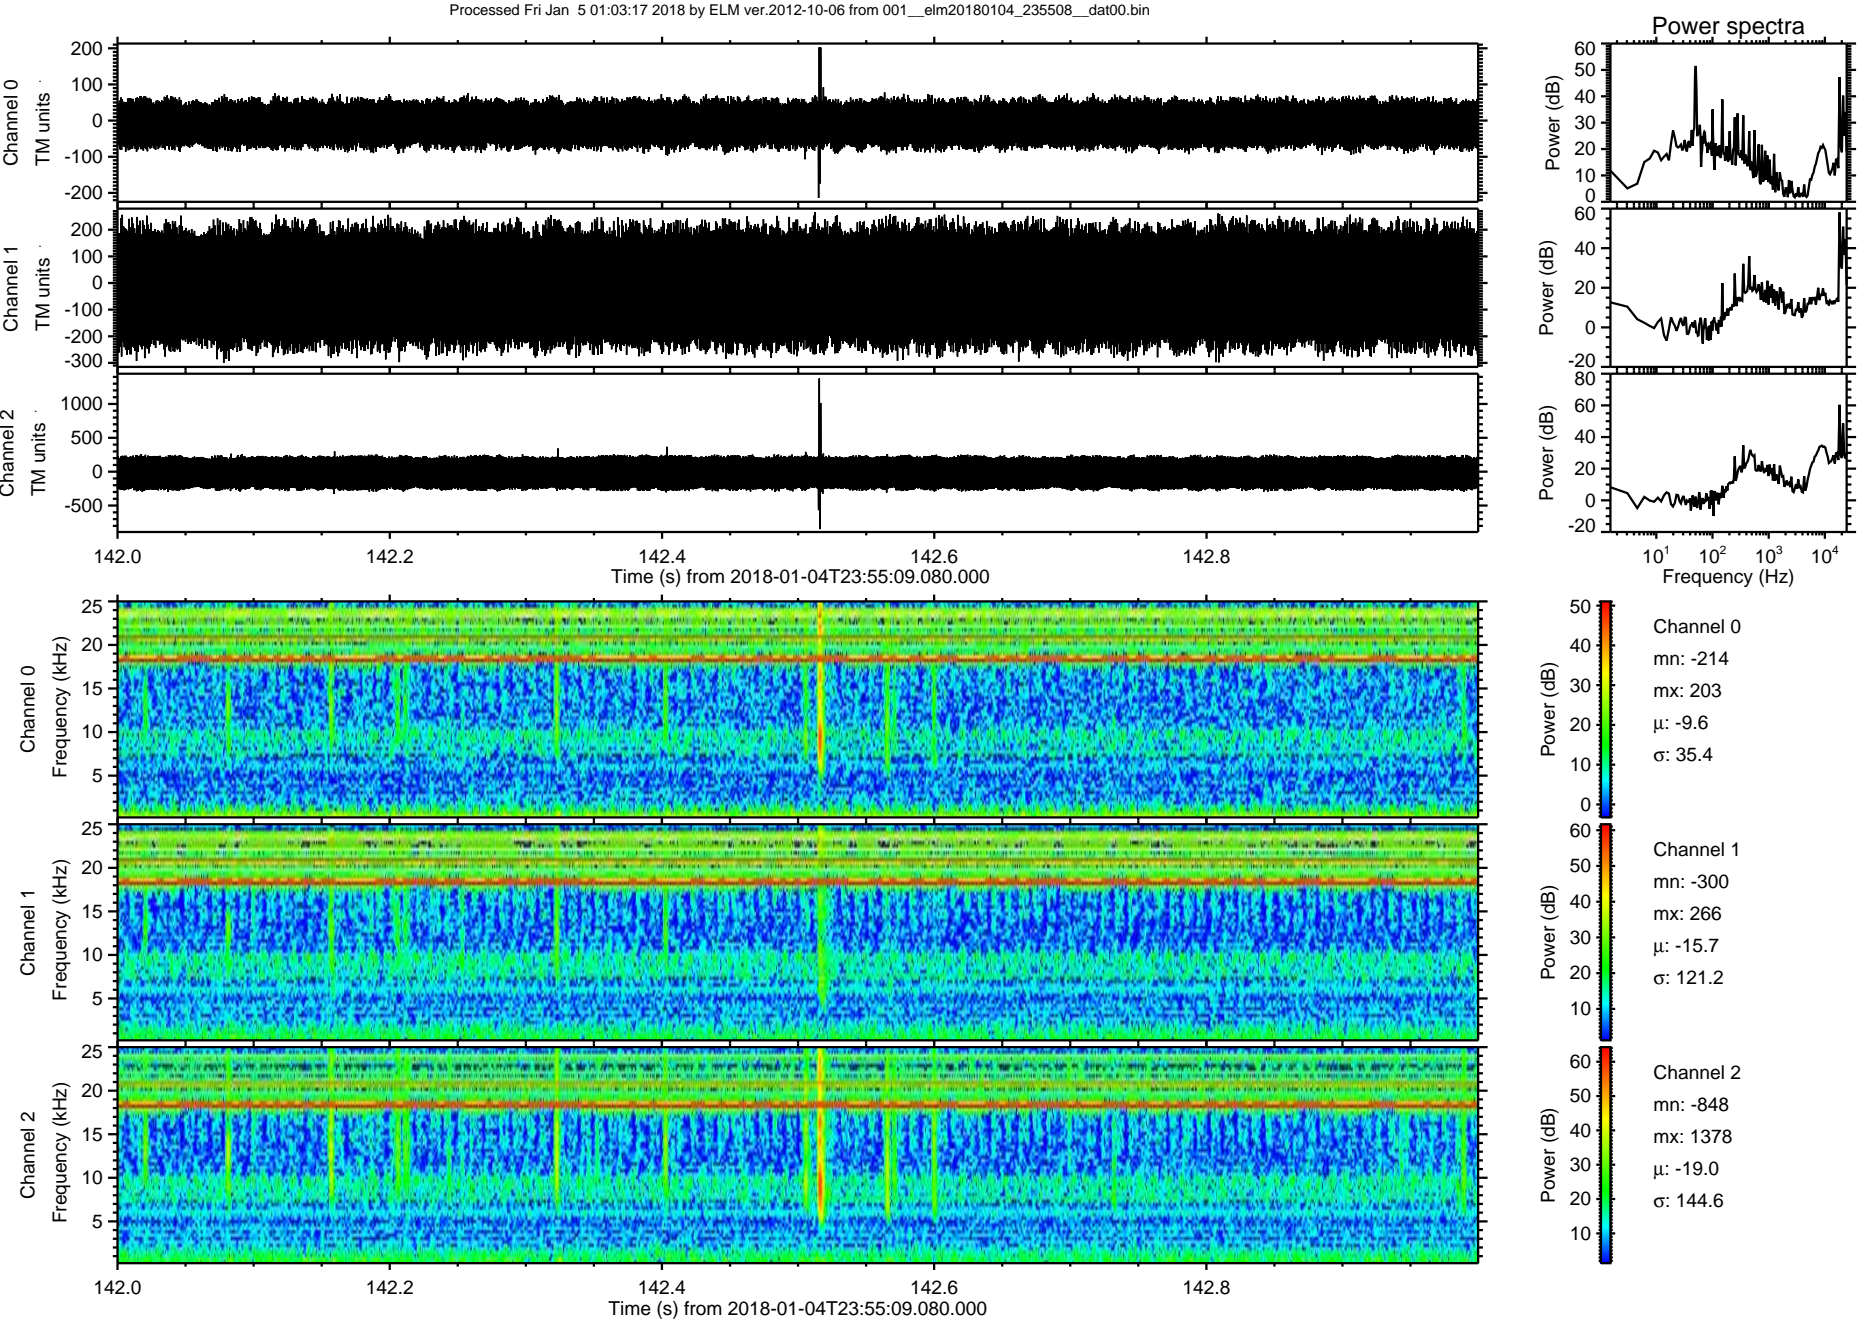 Processed Fri Jan  5 01:03:17 2018 by ELM ver.2012-10-06 from 001__elm20180104_235508__dat00.bin
Power spectra
Channel 0
TM units
200
100
0
-100
-200
Power (dB)
60
50
40
30
20
10
0
Channel 1
TM units
200
100
0
-100
-200
-300
Power (dB)
60
40
20
0
-20
Channel 2
TM units
1000
500
0
-500
Power (dB)
80
60
40
20
0
-20
142.0 142.2 142.4 142.6 142.8
Time (s) from 2018-01-04T23:55:09.080.000
10¹ 10² 10³ 10⁴
Frequency (Hz)
Channel 0
Frequency (kHz)
25
20
15
10
5
Power (dB)
50
40
30
20
10
0
Channel 0
mn: -214
mx: 203
μ: -9.6
σ: 35.4
Channel 1
Frequency (kHz)
25
20
15
10
5
Power (dB)
60
50
40
30
20
10
Channel 1
mn: -300
mx: 266
μ: -15.7
σ: 121.2
Channel 2
Frequency (kHz)
25
20
15
10
5
Power (dB)
60
50
40
30
20
10
Channel 2
mn: -848
mx: 1378
μ: -19.0
σ: 144.6
142.0 142.2 142.4 142.6 142.8
Time (s) from 2018-01-04T23:55:09.080.000